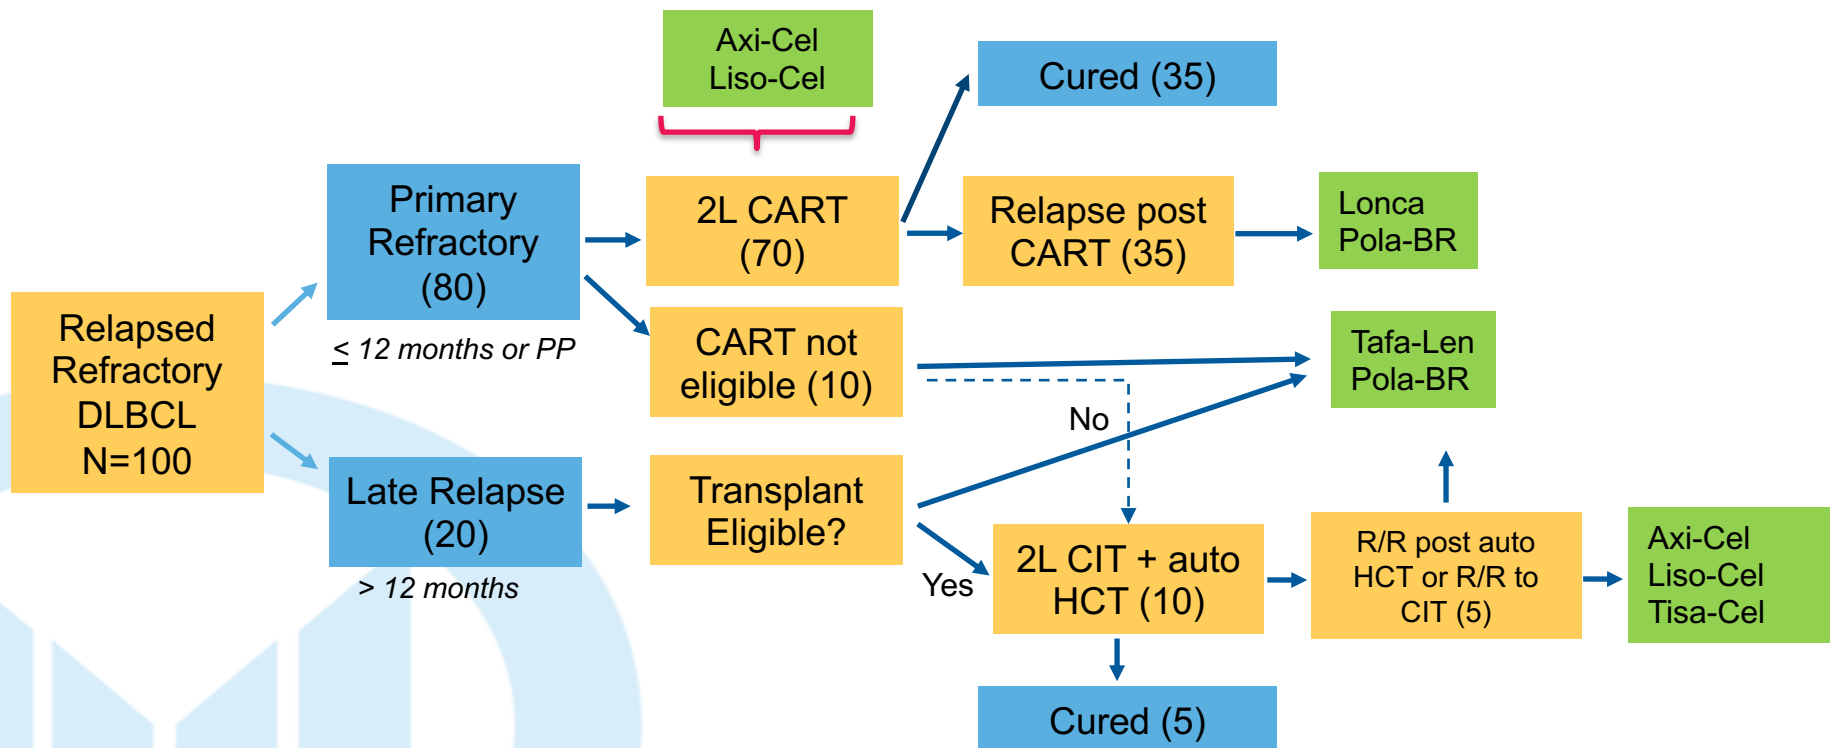 Axi-Cel
Liso-Cel
Cured (35)
Primary
Refractory
(80)
2L CART
(70)
Relapse post
CART (35)
Lonca
Pola-BR
Relapsed
Refractory
DLBCL
N=100
≤ 12 months or PP
CART not
eligible (10)
Tafa-Len
Pola-BR
No
Late Relapse
(20)
> 12 months
Transplant
Eligible?
Yes
2L CIT + auto
HCT (10)
R/R post auto
HCT or R/R to
CIT (5)
Axi-Cel
Liso-Cel
Tisa-Cel
Cured (5)